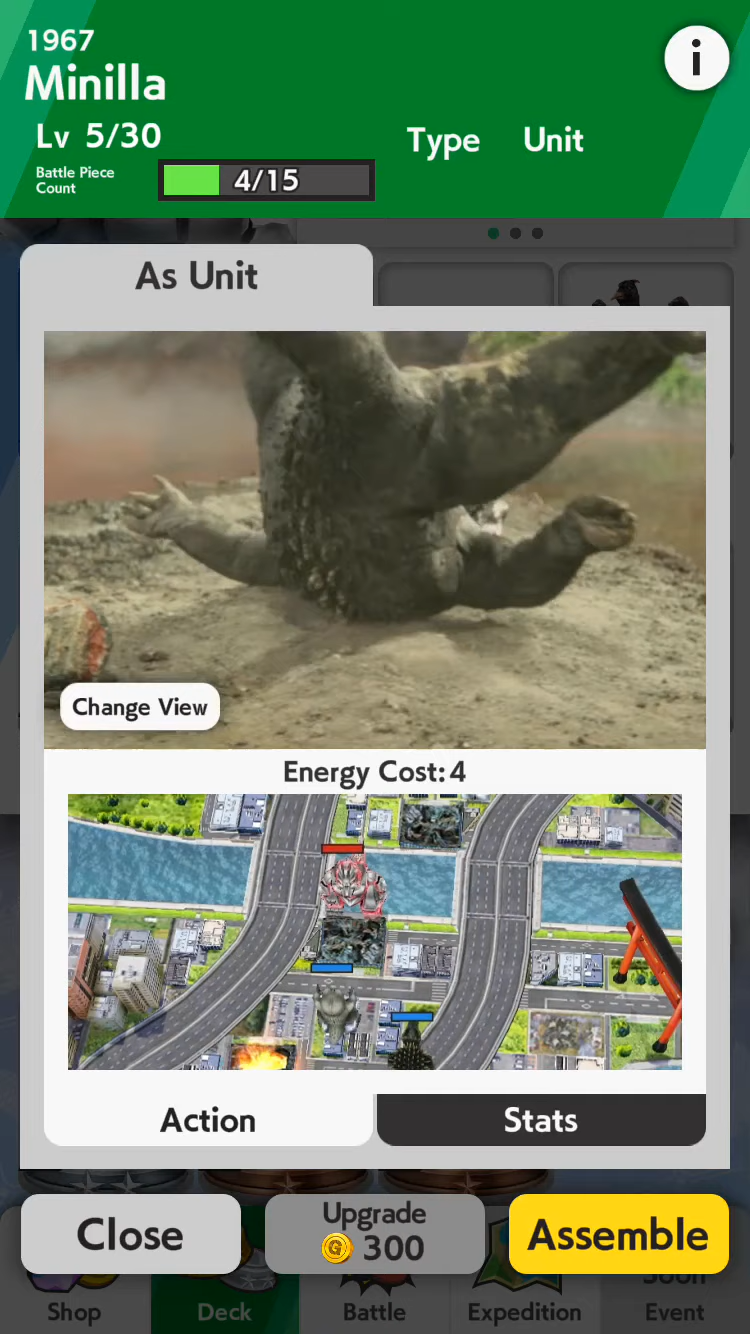 1967
Minilla
i
Lv 5/30
Type Unit
Battle Piece
Count
4/15
As Unit
Change View
Energy Cost:4
Action
Stats
Close
Upgrade
G 300
Assemble
Soon
Shop
Deck
Battle
Expedition
Event